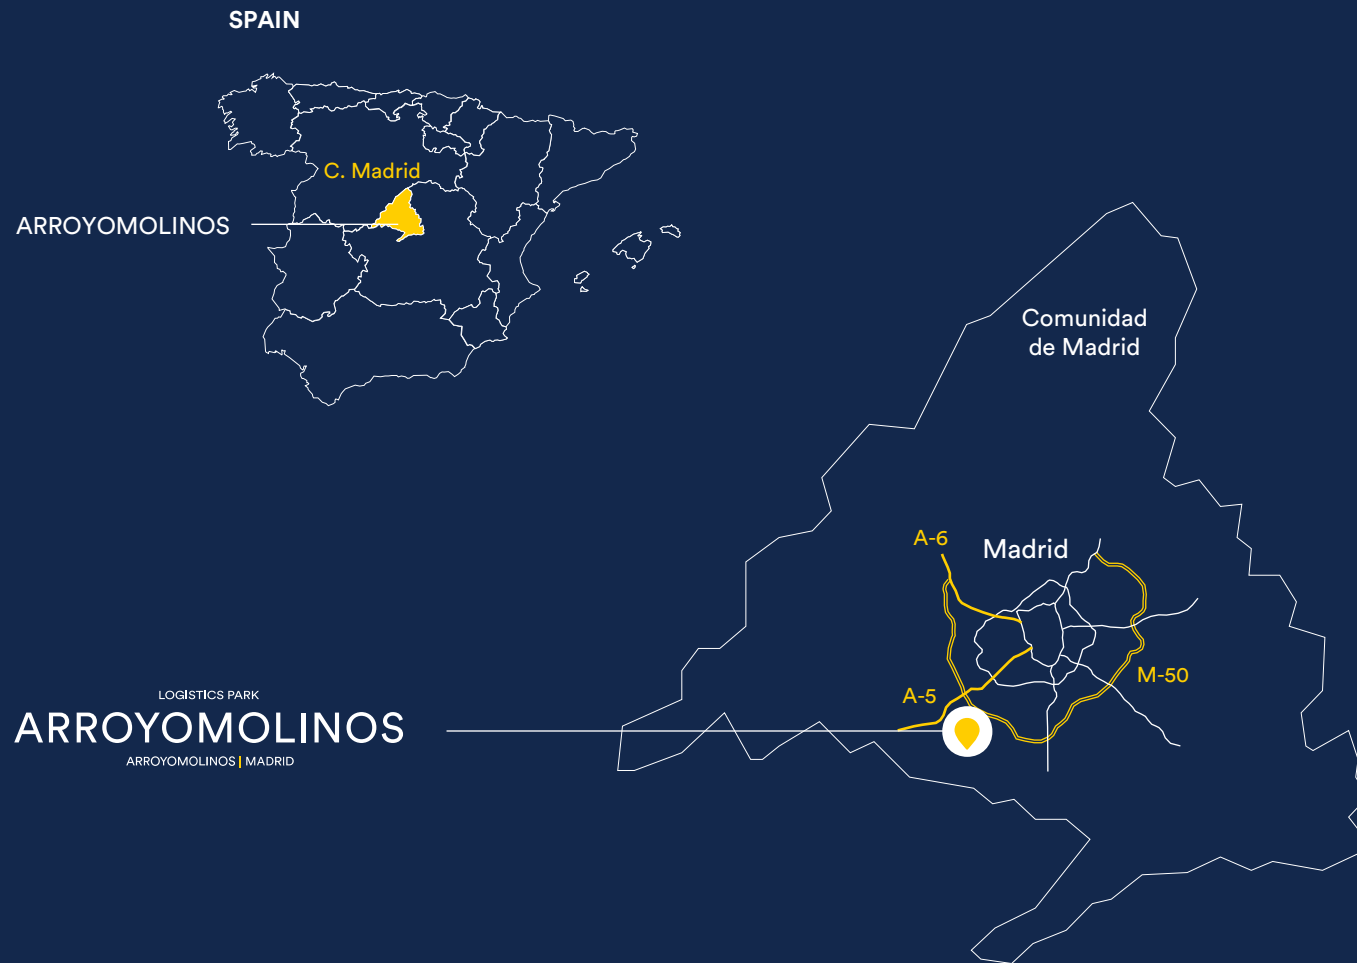 SPAIN
C. Madrid
ARROYOMOLINOS
Comunidad
de Madrid
A-6
Madrid
M-50
A-5
LOGISTICS PARK
ARROYOMOLINOS
ARROYOMOLINOS | MADRID